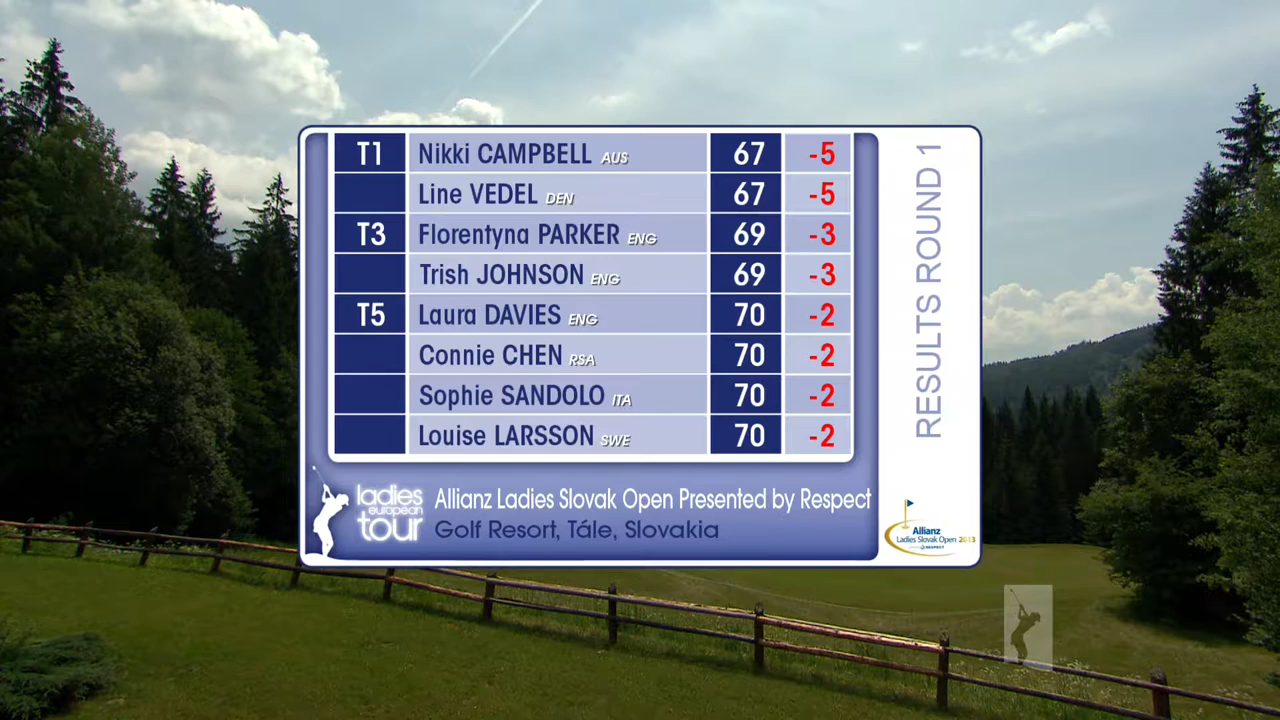 T1 Nikki CAMPBELL AUS 67 -5
Line VEDEL DEN 67 -5
T3 Florentyna PARKER ENG 69 -3
Trish JOHNSON ENG 69 -3
T5 Laura DAVIES ENG 70 -2
Connie CHEN RSA 70 -2
Sophie SANDOLO ITA 70 -2
Louise LARSSON SWE 70 -2
RESULTS ROUND 1
ladies
european
tour
Allianz Ladies Slovak Open Presented by Respect
Golf Resort, Tále, Slovakia
Allianz
Ladies Slovak Open 2013
RESPECT